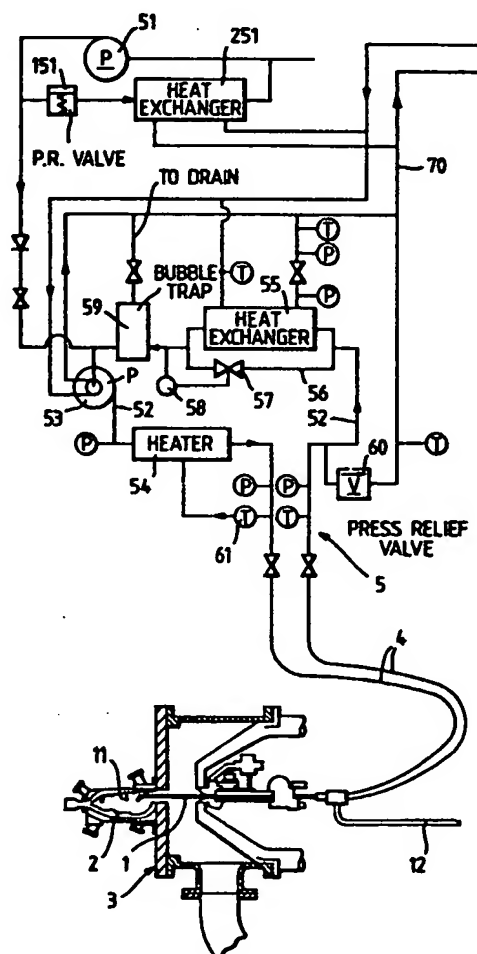 51
P
251
151
HEAT
EXCHANGER
P.R. VALVE
70
TO DRAIN
T
P
BUBBLE
TRAP
T
55
P
59
HEAT
EXCHANGER
P
53
52
58
57
56
52
P
HEATER
54
60
V
T
P
P
T
61
T
PRESS RELIEF
VALVE
5
4
11
2
1
3
12